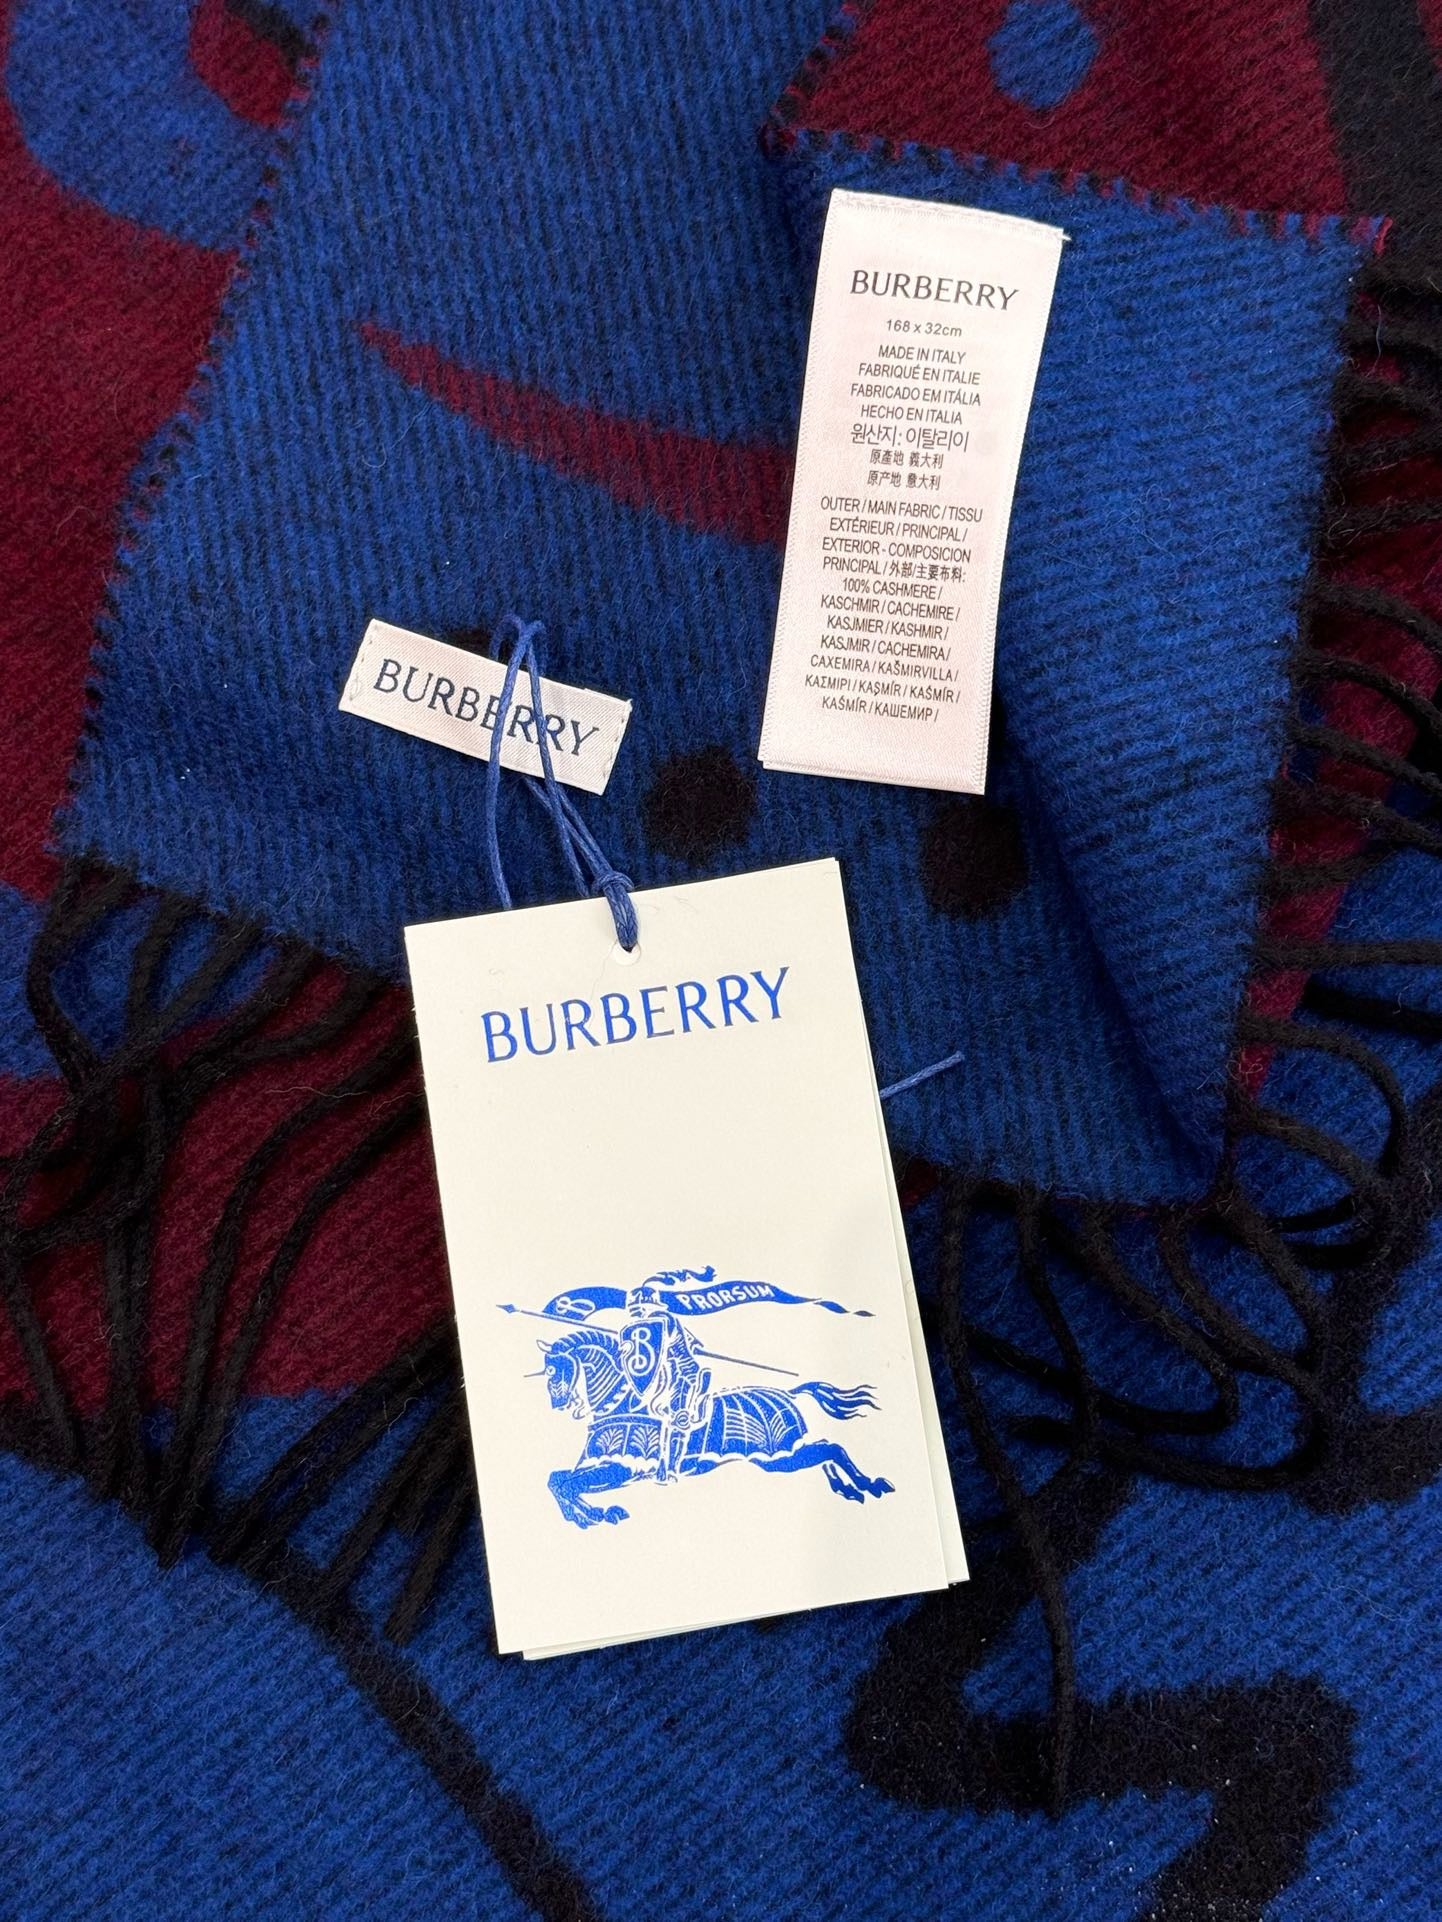 BURBERRY
168 x 32cm
MADE IN ITALY
FABRIQUÉ EN ITALIE
FABRICADO EM ITÁLIA
HECHO EN ITALIA
원산지: 이탈리아
原產地 義大利
原产地 意大利
OUTER / MAIN FABRIC / TISSU
EXTÉRIEUR / PRINCIPAL /
EXTERIOR - COMPOSICION
PRINCIPAL / 外部/主要布料:
100% CASHMERE /
KASCHMIR / CACHEMIRE /
KASJMIER / KASHMIR /
KASJMIR / CACHEMIRA /
CAXEMIRA / KAŠMIRVILLA /
ΚΑΣΜΙΡΙ / KAŞMİR / KAŠMÍR /
KAŠMÍR / КАШЕМИР /
BURBERRY
BURBERRY
B PRORSUM
B